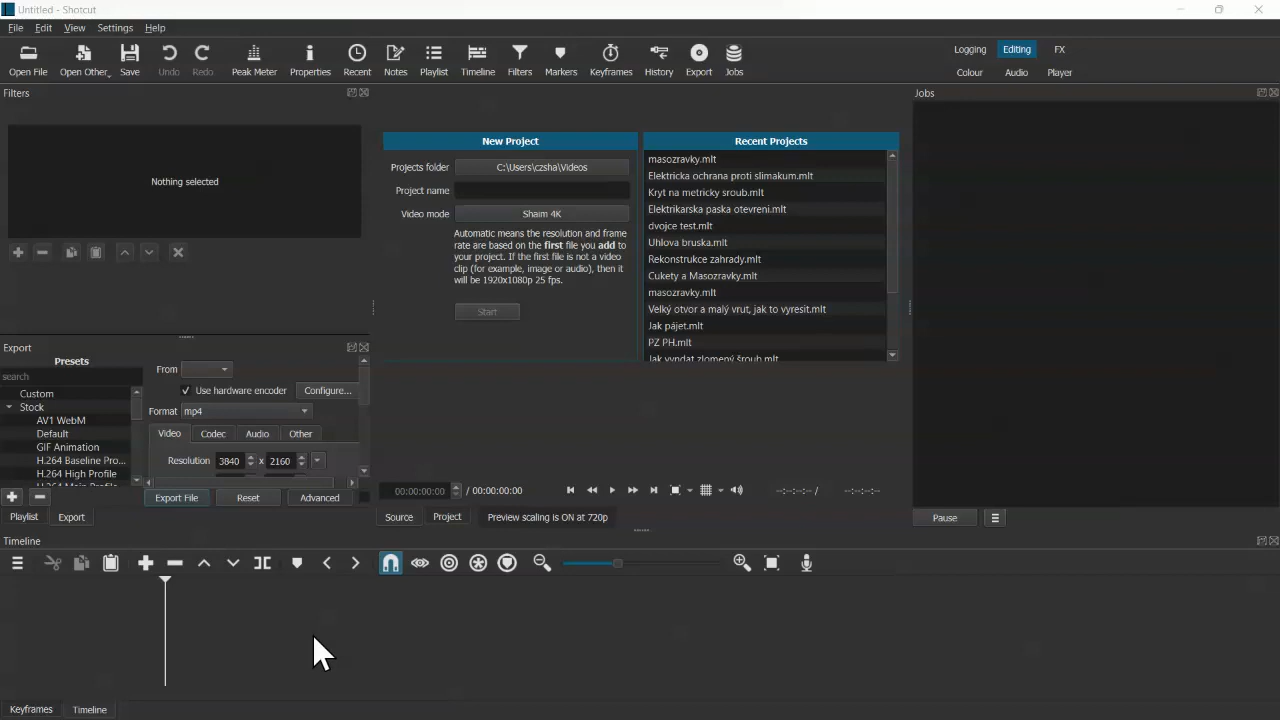 Untitled - Shotcut
File Edit View Settings Help
Open File Open Other Save Undo Redo Peak Meter Properties Recent Notes Playlist Timeline Filters Markers Keyframes History Export Jobs
Logging Editing FX
Colour Audio Player
Filters
Nothing selected
Export
Presets
search
Custom
Stock
AV1 WebM
Default
GIF Animation
H.264 Baseline Pro...
H.264 High Profile
H.264 Main Profile
From
Use hardware encoder Configure...
Format mp4
Video Codec Audio Other
Resolution 3840 x 2160
Export File Reset Advanced
Playlist Export
New Project
Projects folder C:\Users\czsha\Videos
Project name
Video mode Shaim 4K
Automatic means the resolution and frame
rate are based on the first file you add to
your project. If the first file is not a video
clip (for example, image or audio), then it
will be 1920x1080p 25 fps.
Start
Recent Projects
masozravky.mlt
Elektricka ochrana proti slimakum.mlt
Kryt na metricky sroub.mlt
Elektrikarska paska otevreni.mlt
dvojce test.mlt
Uhlova bruska.mlt
Rekonstrukce zahrady.mlt
Cukety a Masozravky.mlt
masozravky.mlt
Velký otvor a malý vrut, jak to vyresit.mlt
Jak pájet.mlt
PZ PH.mlt
Jak vyndat zlomený šroub.mlt
00:00:00:00 / 00:00:00:00
--:--:--:-- / --:--:--:--
Source Project Preview scaling is ON at 720p
Jobs
Pause
Timeline
Keyframes Timeline